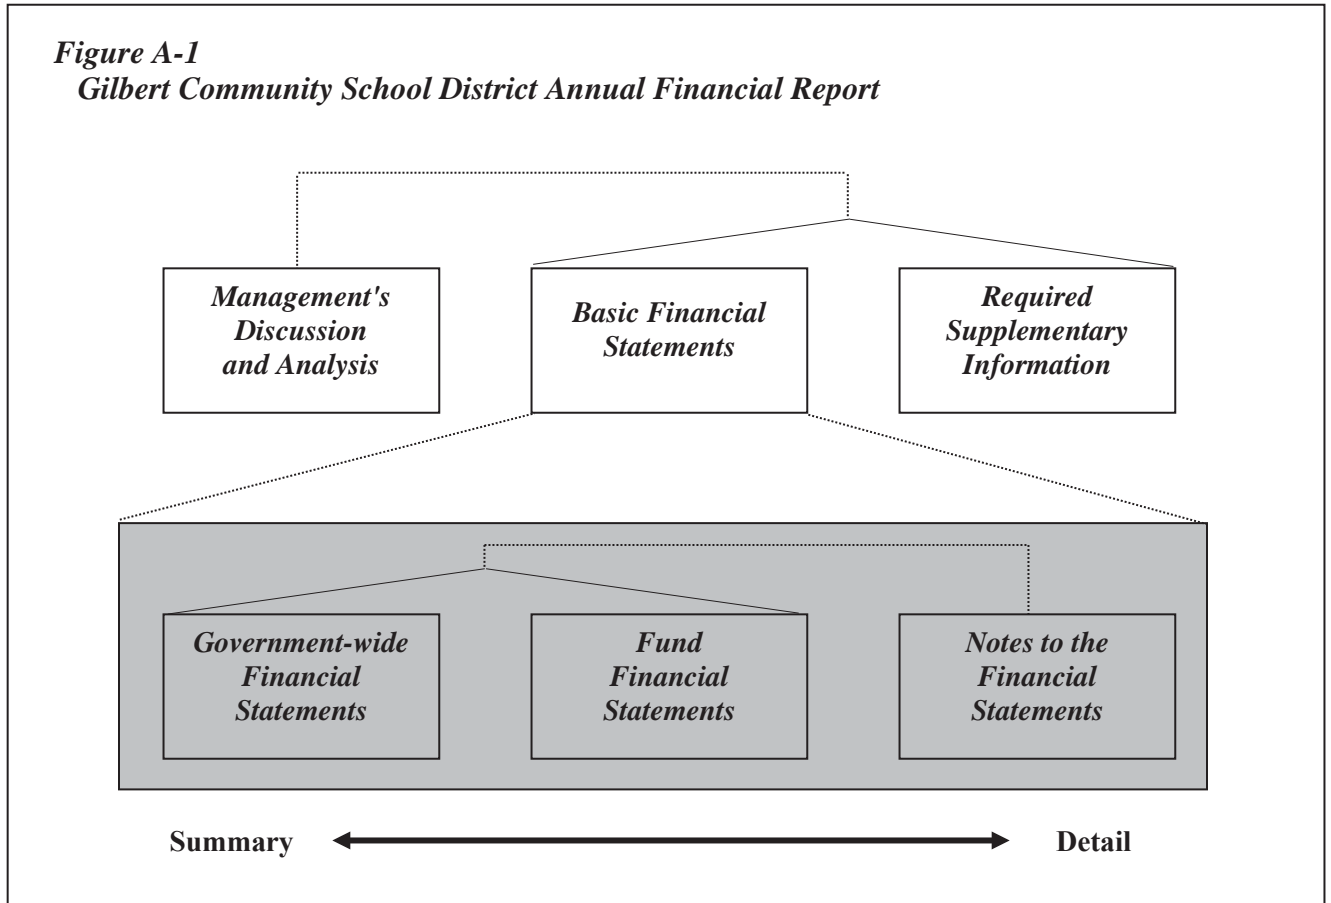 Figure A-1
Gilbert Community School District Annual Financial Report
Management's
Discussion
and Analysis
Basic Financial
Statements
Required
Supplementary
Information
Government-wide
Financial
Statements
Fund
Financial
Statements
Notes to the
Financial
Statements
Summary
Detail